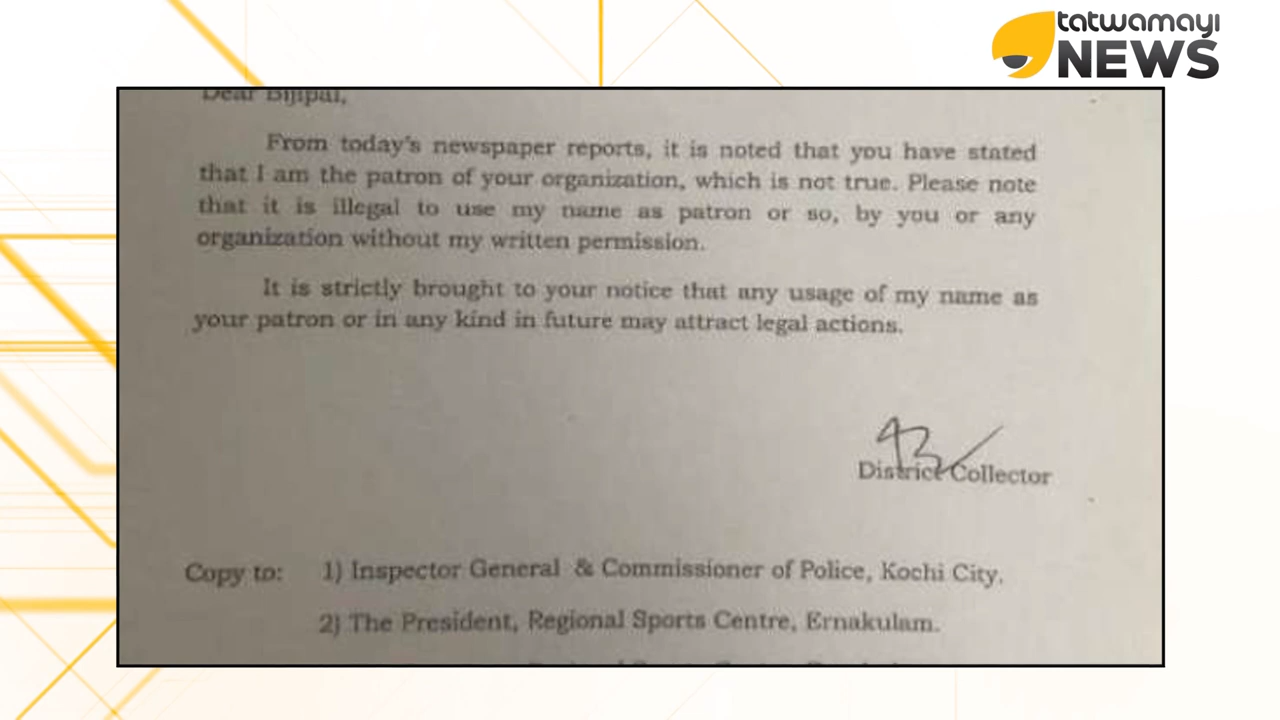 tatwamayi
NEWS
Dear Bijipal,
From today's newspaper reports, it is noted that you have stated
that I am the patron of your organization, which is not true. Please note
that it is illegal to use my name as patron or so, by you or any
organization without my written permission.
It is strictly brought to your notice that any usage of my name as
your patron or in any kind in future may attract legal actions.
District Collector
Copy to: 1) Inspector General & Commissioner of Police, Kochi City.
2) The President, Regional Sports Centre, Ernakulam.